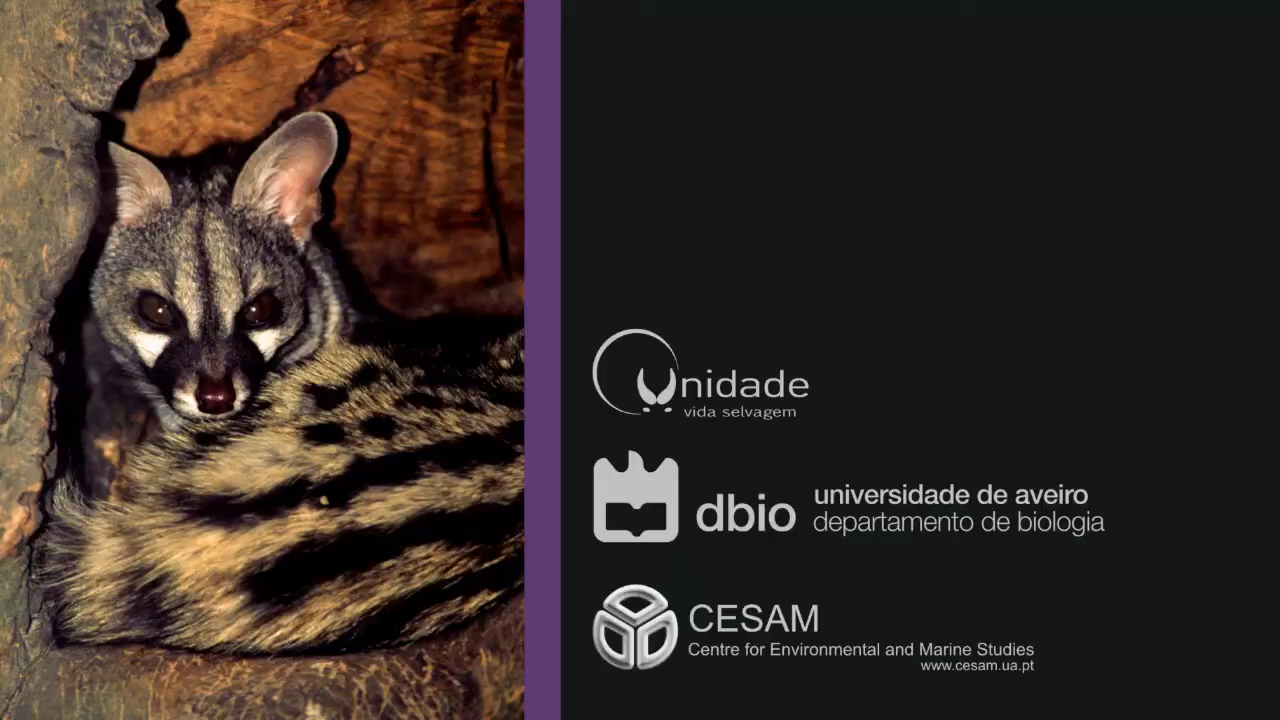 Unidade
vida selvagem
dbio
universidade de aveiro
departamento de biologia
CESAM
Centre for Environmental and Marine Studies
www.cesam.ua.pt